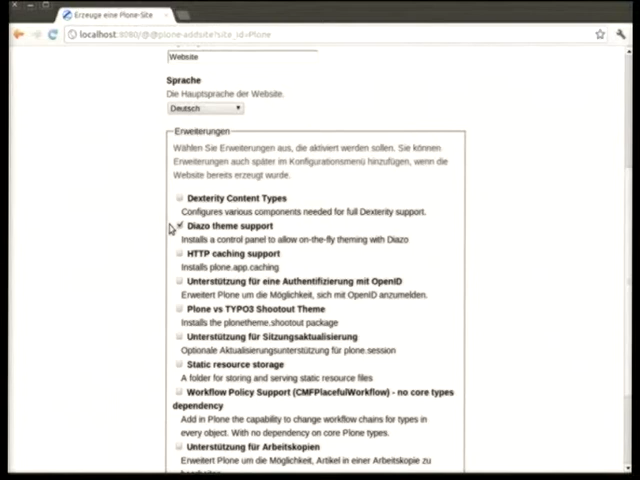 Erzeuge eine Plone-Site
localhost:8080/@@plone-addsite?site_id=Plone
Website
Sprache
Die Hauptsprache der Website.
Deutsch
Erweiterungen
Wählen Sie Erweiterungen aus, die aktiviert werden sollen. Sie können
Erweiterungen auch später im Konfigurationsmenü hinzufügen, wenn die
Website bereits erzeugt wurde.
Dexterity Content Types
Configures various components needed for full Dexterity support.
Diazo theme support
Installs a control panel to allow on-the-fly theming with Diazo
HTTP caching support
Installs plone.app.caching
Unterstützung für eine Authentifizierung mit OpenID
Erweitert Plone um die Möglichkeit, sich mit OpenID anzumelden.
Plone vs TYPO3 Shootout Theme
Installs the plonetheme.shootout package
Unterstützung für Sitzungsaktualisierung
Optionale Aktualisierungsunterstützung für plone.session
Static resource storage
A folder for storing and serving static resource files
Workflow Policy Support (CMFPlacefulWorkflow) - no core types
dependency
Add in Plone the capability to change workflow chains for types in
every object. With no dependency on core Plone types.
Unterstützung für Arbeitskopien
Erweitert Plone um die Möglichkeit, Artikel in einer Arbeitskopie zu